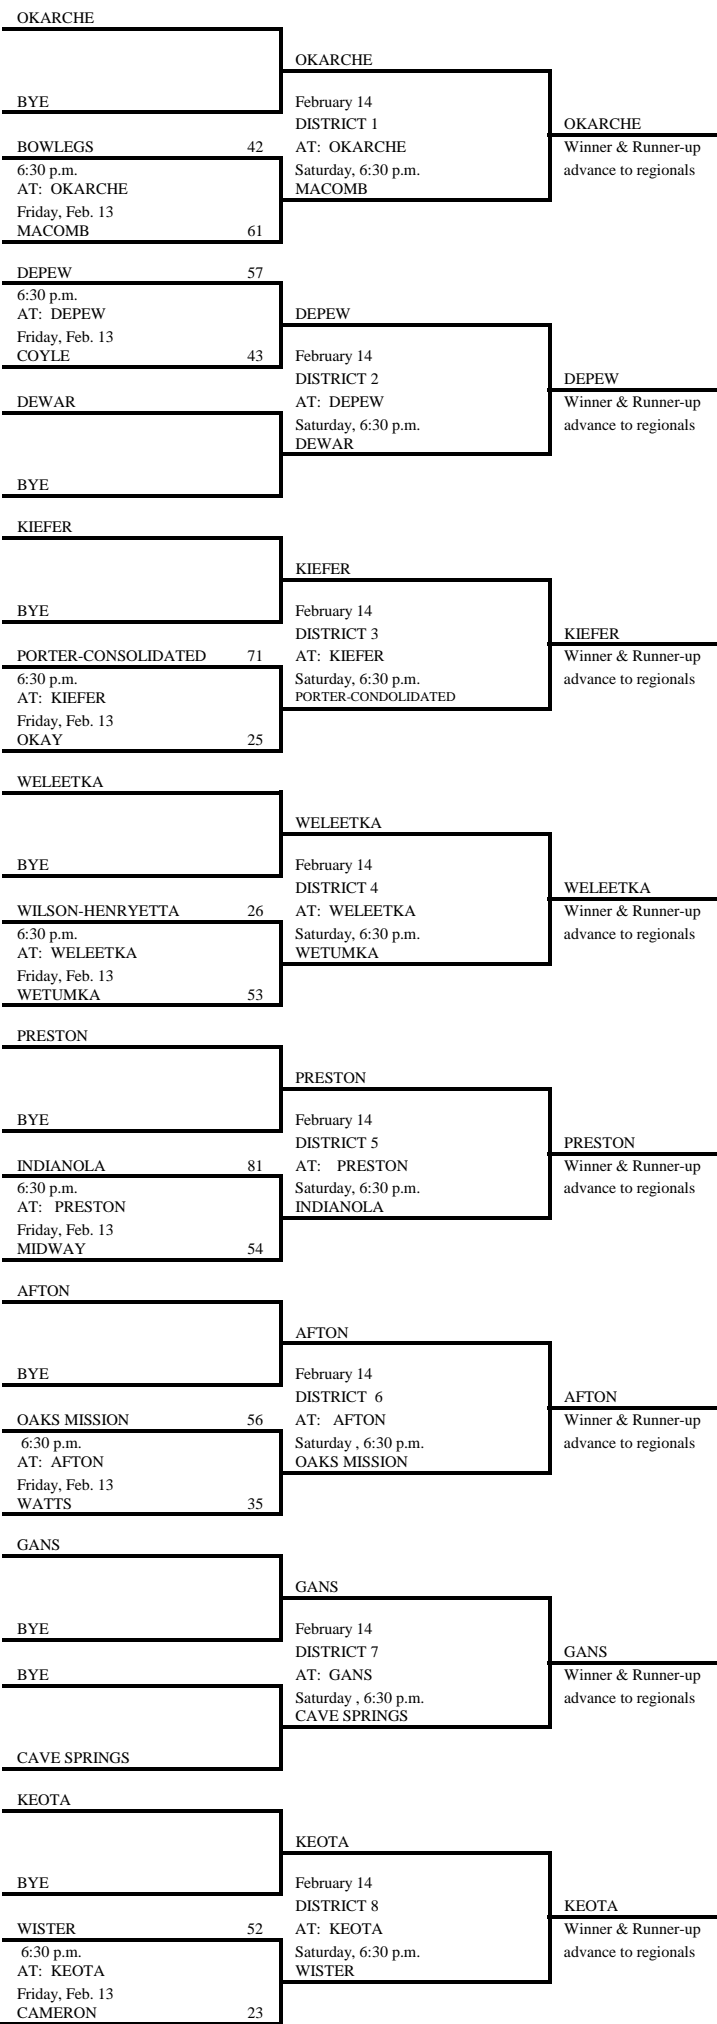 OKARCHE
OKARCHE
BYE
February 14
DISTRICT 1
OKARCHE
BOWLEGS 42
AT: OKARCHE
Winner & Runner-up
6:30 p.m.
Saturday, 6:30 p.m.
advance to regionals
AT: OKARCHE
MACOMB
Friday, Feb. 13
MACOMB 61
DEPEW 57
6:30 p.m.
AT: DEPEW
DEPEW
Friday, Feb. 13
COYLE 43
February 14
DISTRICT 2
DEPEW
DEWAR
AT: DEPEW
Winner & Runner-up
Saturday, 6:30 p.m.
advance to regionals
DEWAR
BYE
KIEFER
KIEFER
BYE
February 14
DISTRICT 3
KIEFER
PORTER-CONSOLIDATED 71
AT: KIEFER
Winner & Runner-up
6:30 p.m.
Saturday, 6:30 p.m.
advance to regionals
AT: KIEFER
PORTER-CONDOLIDATED
Friday, Feb. 13
OKAY 25
WELEETKA
WELEETKA
BYE
February 14
DISTRICT 4
WELEETKA
WILSON-HENRYETTA 26
AT: WELEETKA
Winner & Runner-up
6:30 p.m.
Saturday, 6:30 p.m.
advance to regionals
AT: WELEETKA
WETUMKA
Friday, Feb. 13
WETUMKA 53
PRESTON
PRESTON
BYE
February 14
DISTRICT 5
PRESTON
INDIANOLA 81
AT: PRESTON
Winner & Runner-up
6:30 p.m.
Saturday, 6:30 p.m.
advance to regionals
AT: PRESTON
INDIANOLA
Friday, Feb. 13
MIDWAY 54
AFTON
AFTON
BYE
February 14
DISTRICT 6
AFTON
OAKS MISSION 56
AT: AFTON
Winner & Runner-up
6:30 p.m.
Saturday , 6:30 p.m.
advance to regionals
AT: AFTON
OAKS MISSION
Friday, Feb. 13
WATTS 35
GANS
GANS
BYE
February 14
DISTRICT 7
GANS
BYE
AT: GANS
Winner & Runner-up
Saturday , 6:30 p.m.
advance to regionals
CAVE SPRINGS
CAVE SPRINGS
KEOTA
KEOTA
BYE
February 14
DISTRICT 8
KEOTA
WISTER 52
AT: KEOTA
Winner & Runner-up
6:30 p.m.
Saturday, 6:30 p.m.
advance to regionals
AT: KEOTA
WISTER
Friday, Feb. 13
CAMERON 23